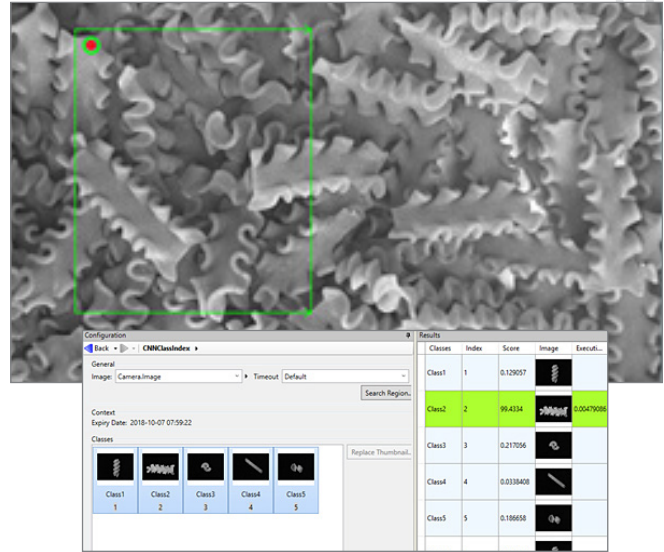 Configuration
Back CNNClassIndex
General
Image: Camera.Image Timeout Default
Search Region..
Context
Expiry Date: 2018-10-07 07:59:22
Classes
Replace Thumbnail..
Class1 Class2 Class3 Class4 Class5
1 2 3 4 5
Results
Classes Index Score Image Executi...
Class1 1 0.129057
Class2 2 99.4334 0.00479086
Class3 3 0.217056
Class4 4 0.0338408
Class5 5 0.186658